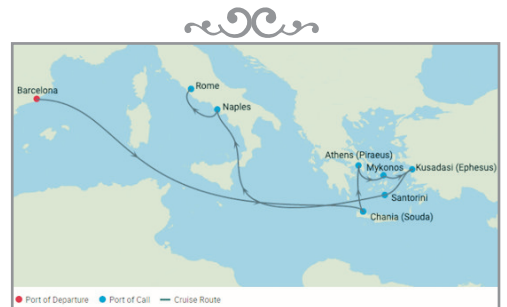 Barcelona
Rome
Naples
Athens (Piraeus)
Mykonos
Kusadasi (Ephesus)
Santorini
Chania (Souda)
Port of Departure
Port of Call
Cruise Route